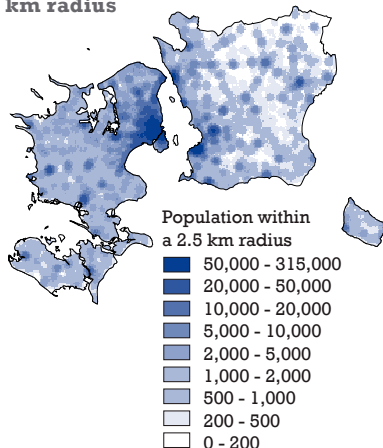 km radius
Population within
a 2.5 km radius
50,000 - 315,000
20,000 - 50,000
10,000 - 20,000
5,000 - 10,000
2,000 - 5,000
1,000 - 2,000
500 - 1,000
200 - 500
0 - 200